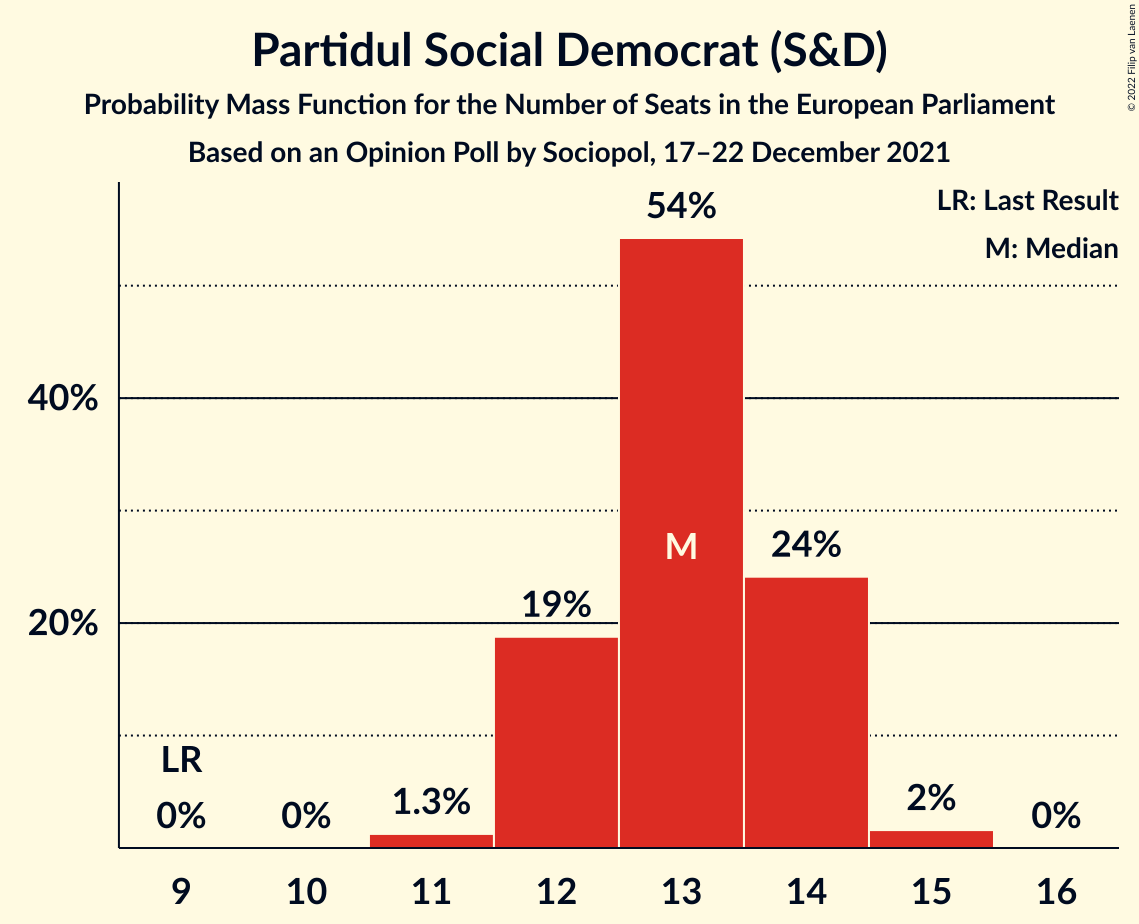 Partidul Social Democrat (S&D)
Probability Mass Function for the Number of Seats in the European Parliament
Based on an Opinion Poll by Sociopol, 17–22 December 2021
© 2022 Filip van Laenen
LR: Last Result
M: Median
54%
40%
M
24%
19%
20%
LR
0%
0%
1.3%
2%
0%
9 10 11 12 13 14 15 16